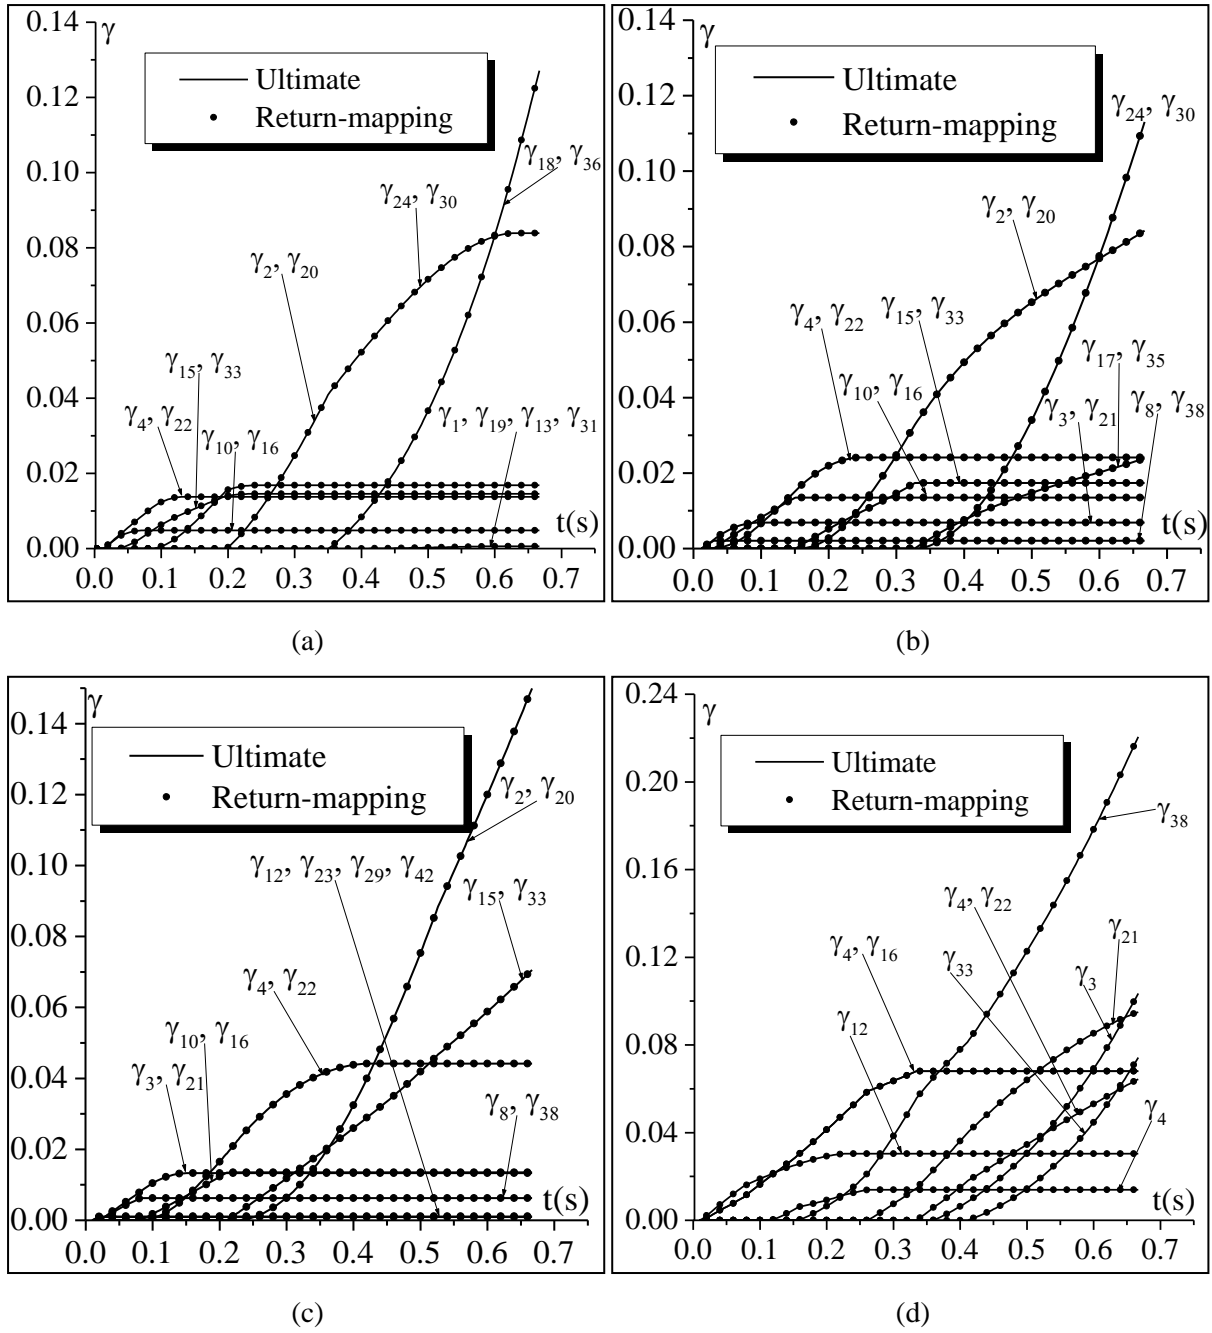 0.14
γ
0.12
0.10
0.08
0.06
0.04
0.02
0.00
Ultimate
Return-mapping
γ18, γ36
γ24, γ30
γ2, γ20
γ15, γ33
γ4, γ22
γ10, γ16
γ1, γ19, γ13, γ31
t(s)
0.0 0.1 0.2 0.3 0.4 0.5 0.6 0.7
(a)
0.14
γ
0.12
0.10
0.08
0.06
0.04
0.02
0.00
Ultimate
Return-mapping
γ24, γ30
γ2, γ20
γ4, γ22
γ15, γ33
γ17, γ35
γ10, γ16
γ3, γ21
γ8, γ38
t(s)
0.0 0.1 0.2 0.3 0.4 0.5 0.6 0.7
(b)
γ
0.14
0.12
0.10
0.08
0.06
0.04
0.02
0.00
Ultimate
Return-mapping
γ2, γ20
γ12, γ23, γ29, γ42
γ15, γ33
γ4, γ22
γ10, γ16
γ3, γ21
γ8, γ38
t(s)
0.0 0.1 0.2 0.3 0.4 0.5 0.6 0.7
(c)
0.24
γ
0.20
0.16
0.12
0.08
0.04
0.00
Ultimate
Return-mapping
γ38
γ4, γ22
γ21
γ4, γ16
γ33
γ3
γ12
γ4
t(s)
0.0 0.1 0.2 0.3 0.4 0.5 0.6 0.7
(d)